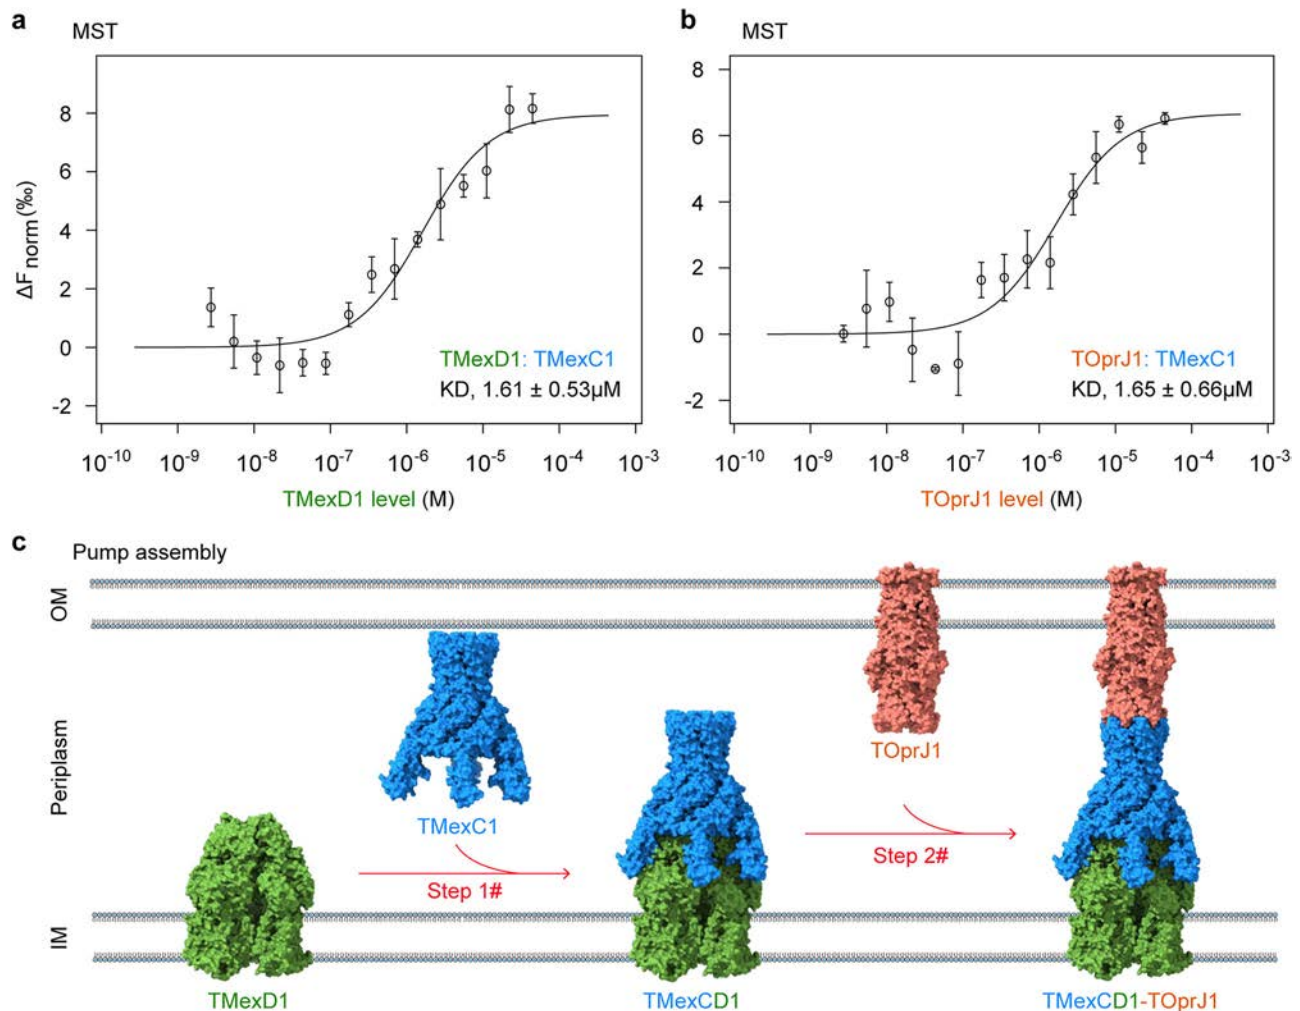 a
MST
8
6
4
2
0
-2
ΔF norm (‰)
TMexD1: TMexC1
KD, 1.61 ± 0.53µM
10-10 10-9 10-8 10-7 10-6 10-5 10-4 10-3
TMexD1 level (M)
b
MST
8
6
4
2
0
-2
TOprJ1: TMexC1
KD, 1.65 ± 0.66µM
10-10 10-9 10-8 10-7 10-6 10-5 10-4 10-3
TOprJ1 level (M)
c
Pump assembly
OM
Periplasm
IM
TMexD1
TMexC1
Step 1#
TMexCD1
TOprJ1
Step 2#
TMexCD1-TOprJ1